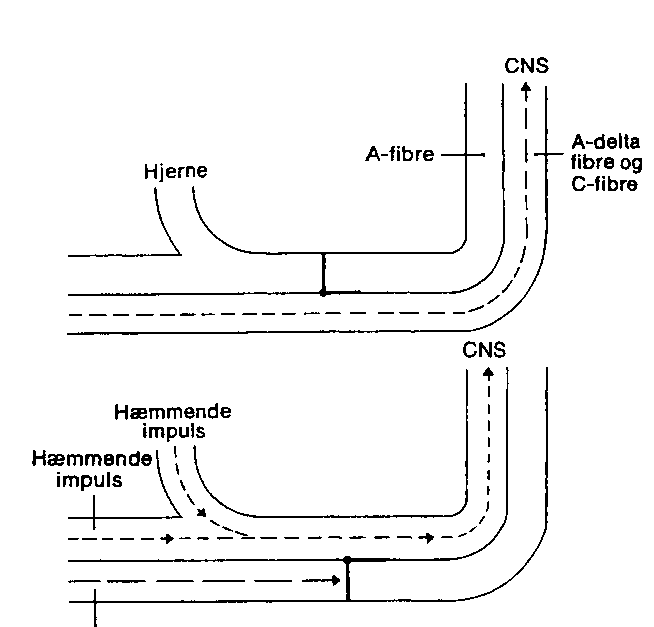 CNS
A-fibre
A-delta
fibre og
C-fibre
Hjerne
CNS
Hæmmende
impuls
Hæmmende
impuls